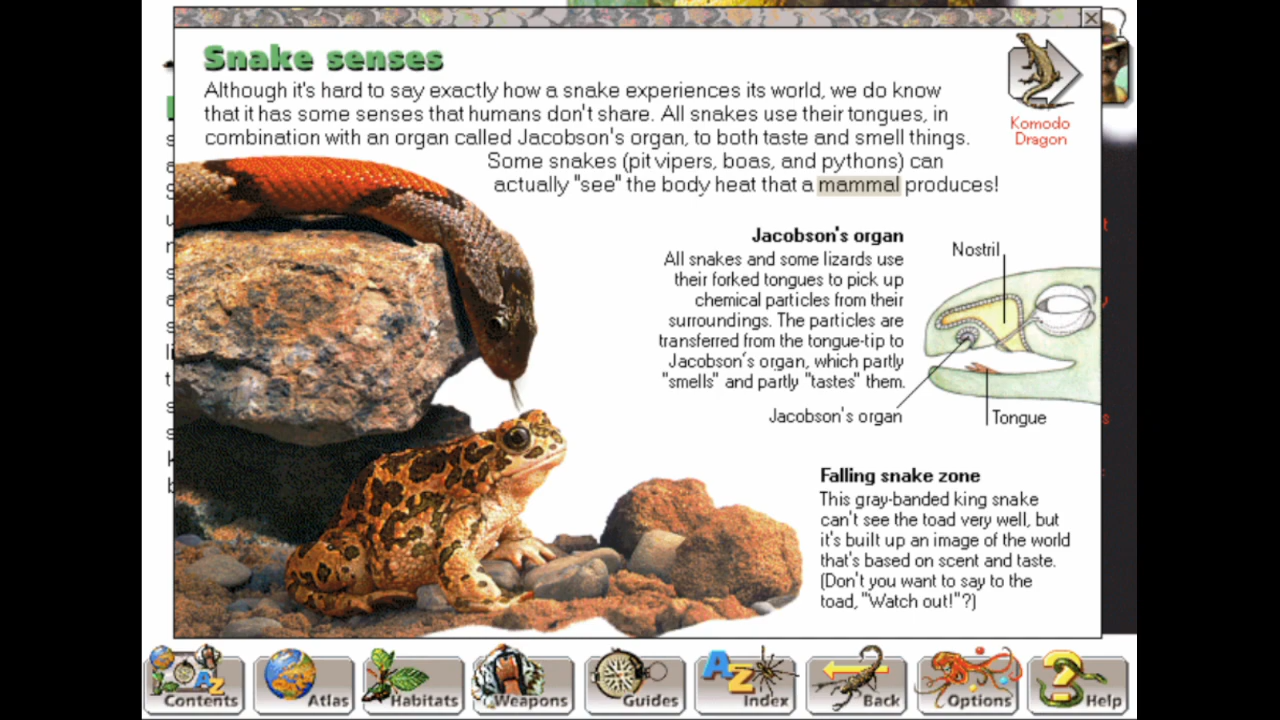 Snake senses
Although it's hard to say exactly how a snake experiences its world, we do know
that it has some senses that humans don't share. All snakes use their tongues, in
combination with an organ called Jacobson's organ, to both taste and smell things.
Some snakes (pit vipers, boas, and pythons) can
actually "see" the body heat that a mammal produces!
Komodo
Dragon
Jacobson's organ
All snakes and some lizards use
their forked tongues to pick up
chemical particles from their
surroundings. The particles are
transferred from the tongue-tip to
Jacobson's organ, which partly
"smells" and partly "tastes" them.
Nostril
Jacobson's organ
Tongue
Falling snake zone
This gray-banded king snake
can't see the toad very well, but
it's built up an image of the world
that's based on scent and taste.
(Don't you want to say to the
toad, "Watch out!"?)
Contents
Atlas
Habitats
Weapons
Guides
AZ
Index
Back
Options
Help